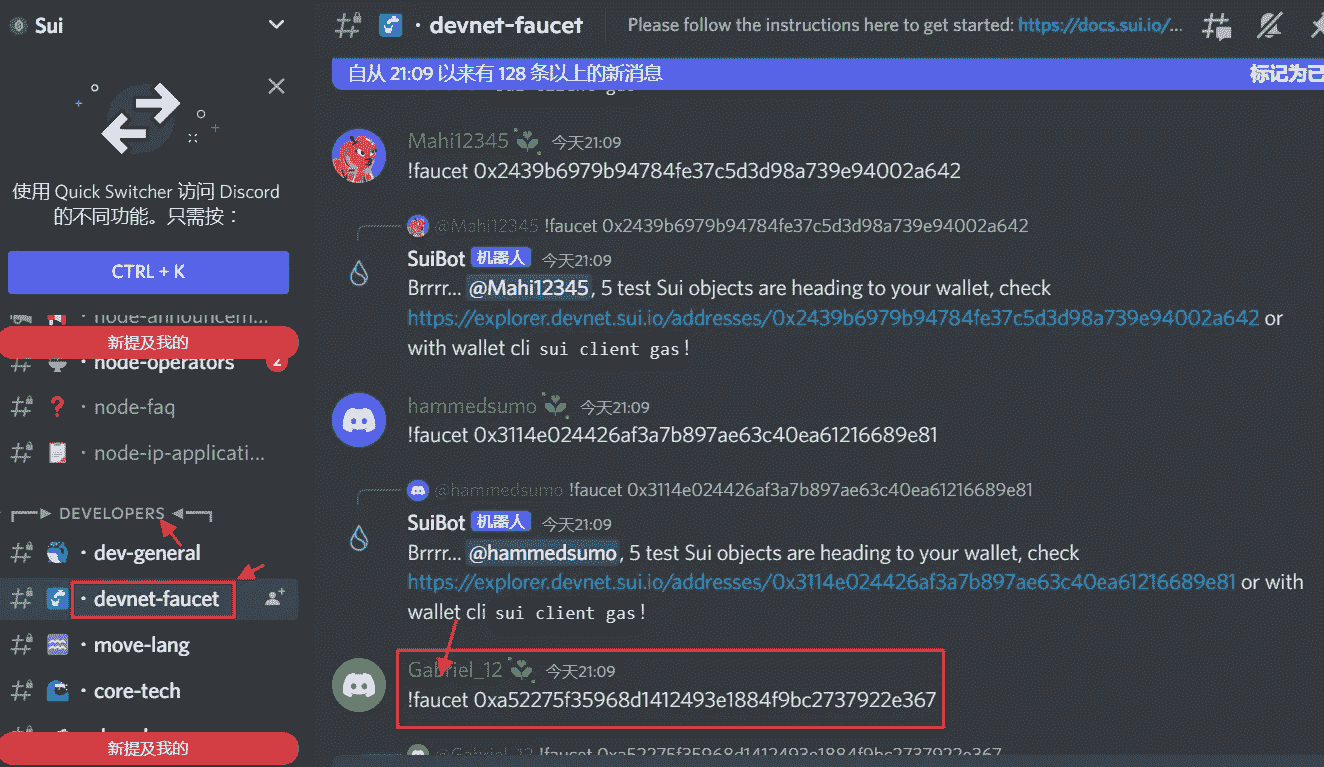 Sui
使用 Quick Switcher 访问 Discord
的不同功能。只需按：
CTRL + K
node-announcem...
新提及我的
node-operators
2
node-faq
node-ip-applicati...
DEVELOPERS
dev-general
devnet-faucet
move-lang
core-tech
新提及我的
devnet-faucet
Please follow the instructions here to get started: https://docs.sui.io/...
自从 21:09 以来有 128 条以上的新消息
标记为已
Mahi12345 今天21:09
!faucet 0x2439b6979b94784fe37c5d3d98a739e94002a642
@Mahi12345 !faucet 0x2439b6979b94784fe37c5d3d98a739e94002a642
SuiBot 机器人 今天21:09
Brrrr... @Mahi12345, 5 test Sui objects are heading to your wallet, check
https://explorer.devnet.sui.io/addresses/0x2439b6979b94784fe37c5d3d98a739e94002a642 or
with wallet cli sui client gas!
hammedsumo 今天21:09
!faucet 0x3114e024426af3a7b897ae63c40ea61216689e81
@hammedsumo !faucet 0x3114e024426af3a7b897ae63c40ea61216689e81
SuiBot 机器人 今天21:09
Brrrr... @hammedsumo, 5 test Sui objects are heading to your wallet, check
https://explorer.devnet.sui.io/addresses/0x3114e024426af3a7b897ae63c40ea61216689e81 or with
wallet cli sui client gas!
Gabriel_12 今天21:09
!faucet 0xa52275f35968d1412493e1884f9bc2737922e367
@Gabriel_12 !faucet 0xa52275f35968d1412493e1884f9bc2737922e367